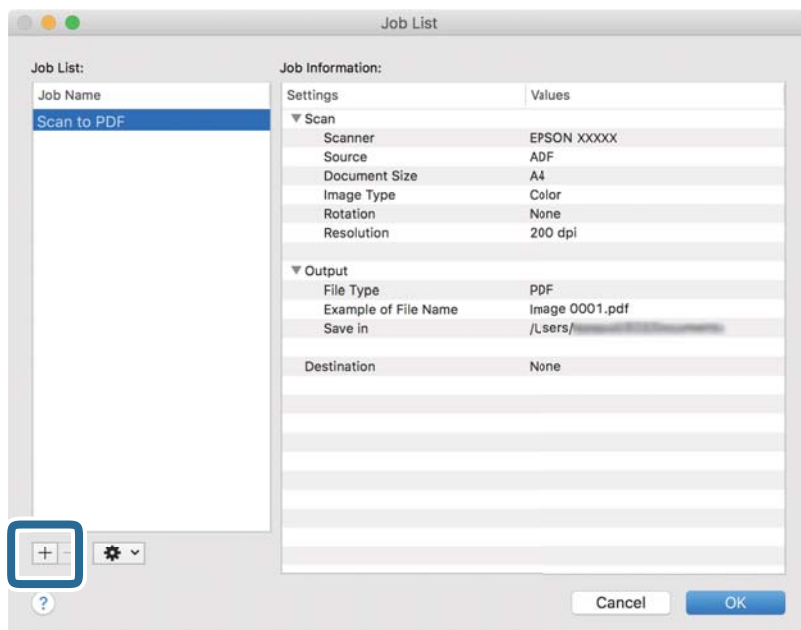 Job List
Job List:
Job Information:
Job Name
Scan to PDF
Settings Values
▼ Scan
Scanner EPSON XXXXX
Source ADF
Document Size A4
Image Type Color
Rotation None
Resolution 200 dpi
▼ Output
File Type PDF
Example of File Name Image 0001.pdf
Save in /Users/
Destination None
+ −
?
Cancel OK